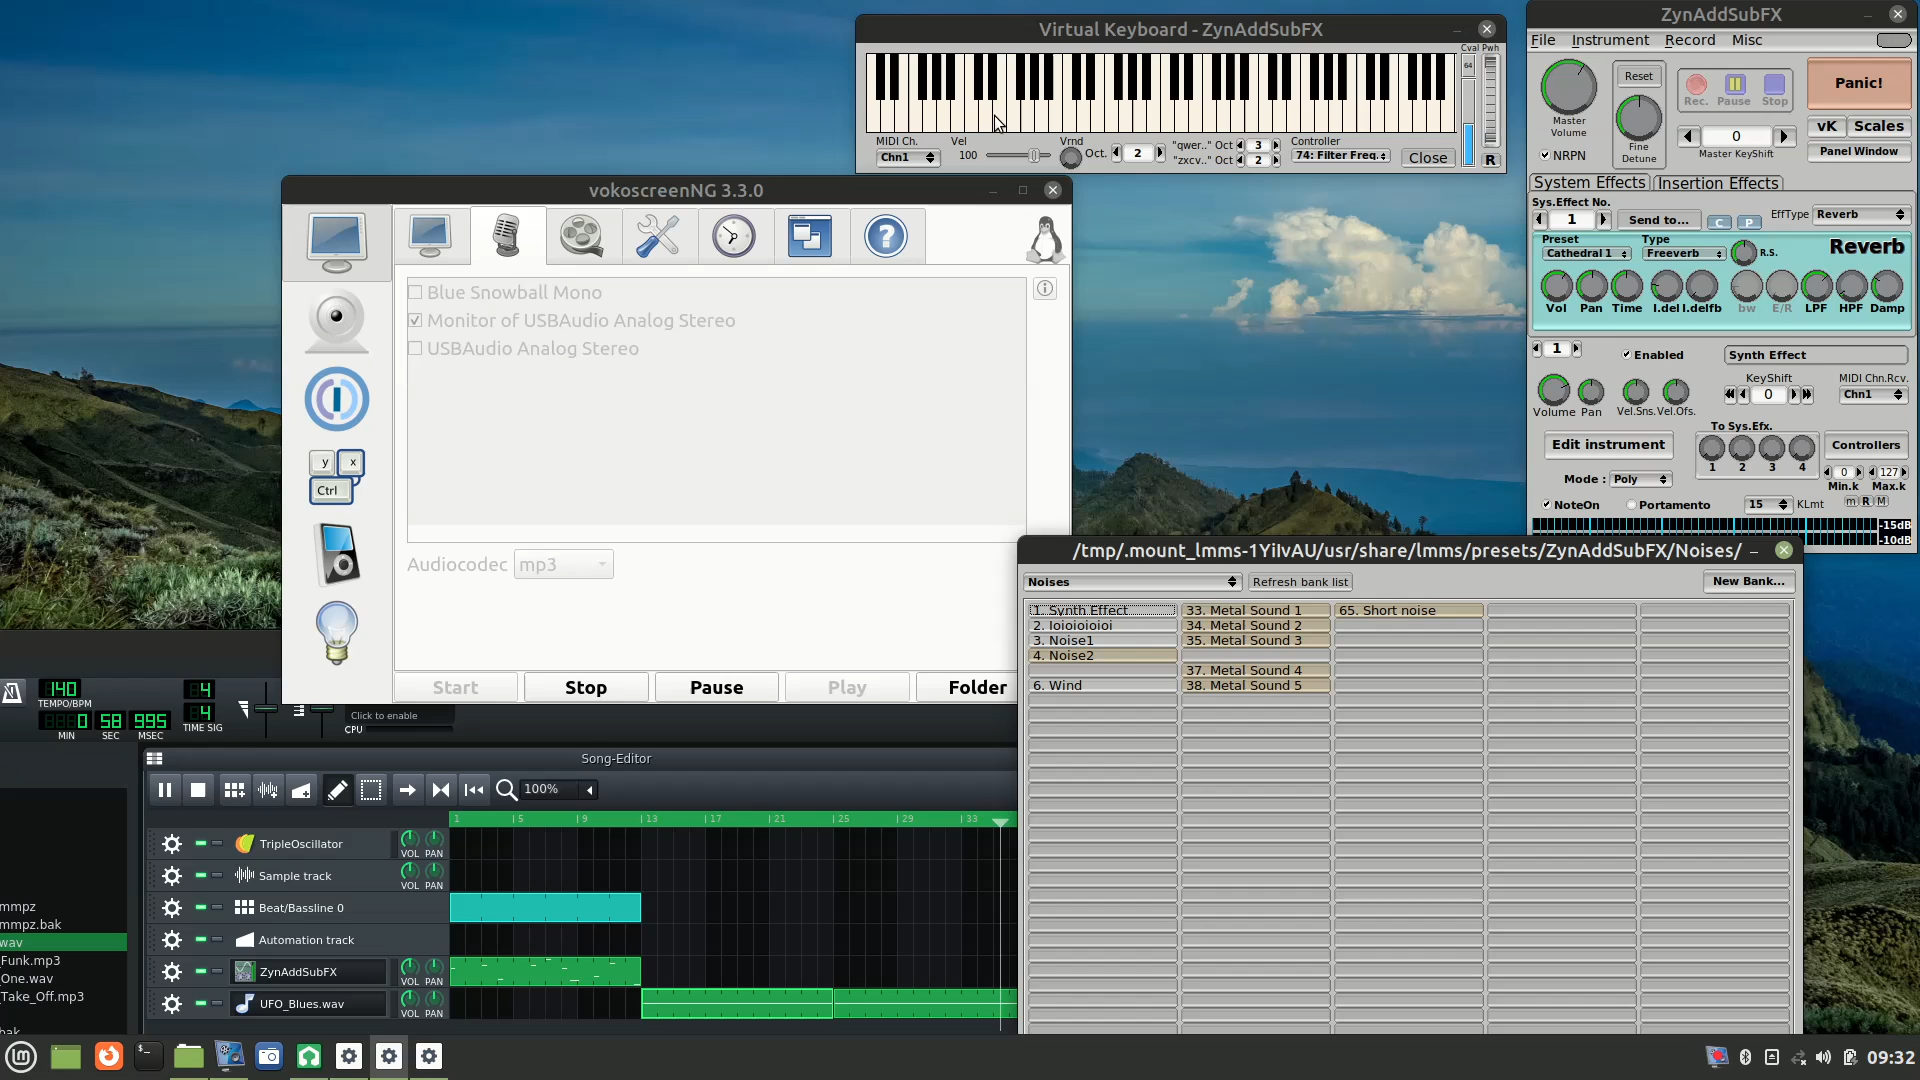 Virtual Keyboard - ZynAddSubFX
Cval Pwh
64
MIDI Ch.
Chn1
Vel
100
Vrnd
Oct.
2
"qwer.." Oct
3
"zxcv.." Oct
2
Controller
74: Filter Freq.
Close
R
ZynAddSubFX
File Instrument Record Misc
Master Volume
Reset
Fine Detune
Rec. Pause Stop
Panic!
0
Master KeyShift
vK Scales
NRPN
Panel Window
System Effects Insertion Effects
Sys.Effect No.
1
Send to...
C P
EffType Reverb
Preset
Cathedral 1
Type
Freeverb
R.S.
Reverb
Vol Pan Time I.del I.delfb bw E/R LPF HPF Damp
1
Enabled
Synth Effect
KeyShift
0
MIDI Chn.Rcv.
Chn1
Volume Pan Vel.Sns. Vel.Ofs.
To Sys.Efx.
1 2 3 4
Edit instrument
Controllers
Mode : Poly
0 127
Min.k Max.k
NoteOn Portamento 15 KLmt
m R M
-15dB
-10dB
vokoscreenNG 3.3.0
Blue Snowball Mono
Monitor of USBAudio Analog Stereo
USBAudio Analog Stereo
y x
Ctrl
Audiocodec mp3
Start Stop Pause Play Folder
/tmp/.mount_lmms-1YiIvAU/usr/share/lmms/presets/ZynAddSubFX/Noises/
Noises Refresh bank list New Bank...
1. Synth Effect 33. Metal Sound 1 65. Short noise
2. Ioioioioioi 34. Metal Sound 2
3. Noise1 35. Metal Sound 3
4. Noise2
37. Metal Sound 4
6. Wind 38. Metal Sound 5
140
TEMPO/BPM
0 58 995
MIN SEC MSEC
4
4
TIME SIG
Click to enable
CPU
Song-Editor
100%
1 5 9 13 17 21 25 29 33
TripleOscillator VOL PAN
Sample track VOL PAN
Beat/Bassline 0
Automation track
ZynAddSubFX VOL PAN
UFO_Blues.wav VOL PAN
mmpz
mmpz.bak
wav
_Funk.mp3
_One.wav
_Take_Off.mp3
bak
09:32